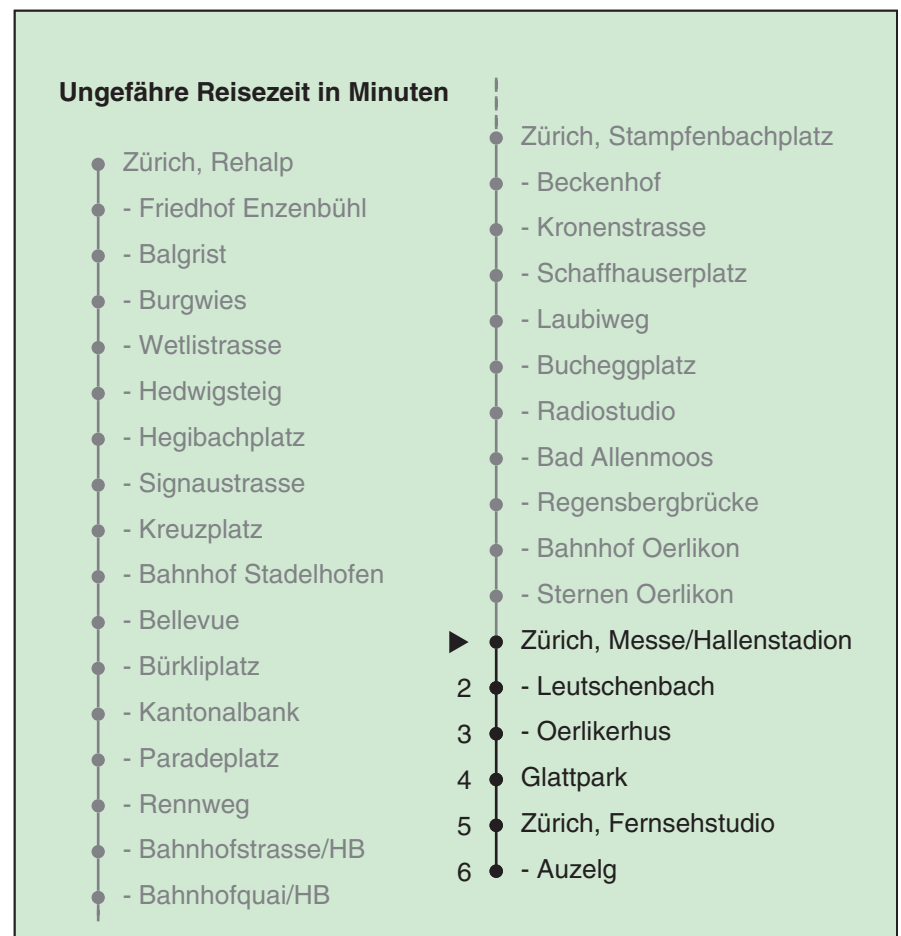 Ungefähre Reisezeit in Minuten
Zürich, Rehalp
- Friedhof Enzenbühl
- Balgrist
- Burgwies
- Wetlistrasse
- Hedwigsteig
- Hegibachplatz
- Signaustrasse
- Kreuzplatz
- Bahnhof Stadelhofen
- Bellevue
- Bürkliplatz
- Kantonalbank
- Paradeplatz
- Rennweg
- Bahnhofstrasse/HB
- Bahnhofquai/HB
Zürich, Stampfenbachplatz
- Beckenhof
- Kronenstrasse
- Schaffhauserplatz
- Laubiweg
- Bucheggplatz
- Radiostudio
- Bad Allenmoos
- Regensbergbrücke
- Bahnhof Oerlikon
- Sternen Oerlikon
Zürich, Messe/Hallenstadion
2 - Leutschenbach
3 - Oerlikerhus
4 Glattpark
5 Zürich, Fernsehstudio
6 - Auzelg